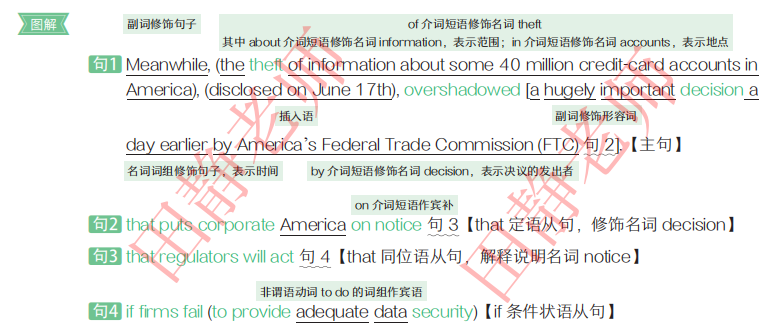 图解
副词修饰句子
of 介词短语修饰名词 theft
其中 about 介词短语修饰名词 information，表示范围；in 介词短语修饰名词 accounts，表示地点
句1 Meanwhile, (the theft of information about some 40 million credit-card accounts in
America), (disclosed on June 17th), overshadowed [a hugely important decision a
插入语
副词修饰形容词
day earlier by America's Federal Trade Commission (FTC) 句 2].【主句】
名词词组修饰句子，表示时间
by 介词短语修饰名词 decision，表示决议的发出者
on 介词短语作宾补
句2 that puts corporate America on notice 句 3【that 定语从句，修饰名词 decision】
句3 that regulators will act 句 4【that 同位语从句，解释说明名词 notice】
非谓语动词 to do 的词组作宾语
句4 if firms fail (to provide adequate data security)【if 条件状语从句】
田静老师
田静老师